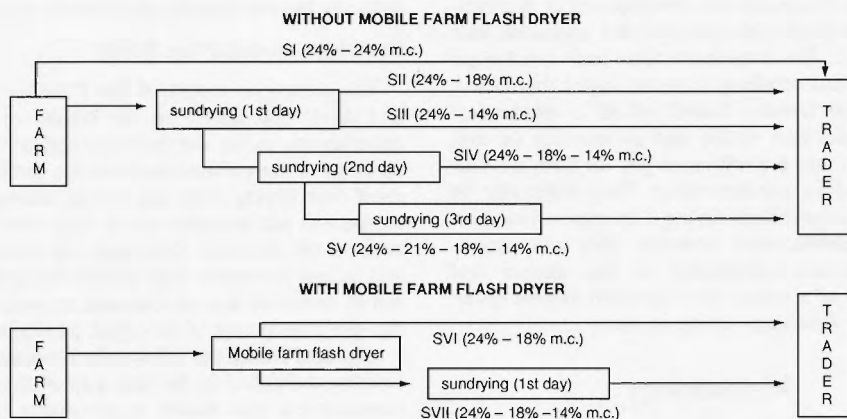 WITHOUT MOBILE FARM FLASH DRYER
SI (24% – 24% m.c.)
FARM
SII (24% – 18% m.c.)
sundrying (1st day)
SIII (24% – 14% m.c.)
TRADER
SIV (24% – 18% – 14% m.c.)
sundrying (2nd day)
sundrying (3rd day)
SV (24% – 21% – 18% – 14% m.c.)
WITH MOBILE FARM FLASH DRYER
FARM
Mobile farm flash dryer
SVI (24% – 18% m.c.)
TRADER
sundrying (1st day)
SVII (24% – 18% –14% m.c.)